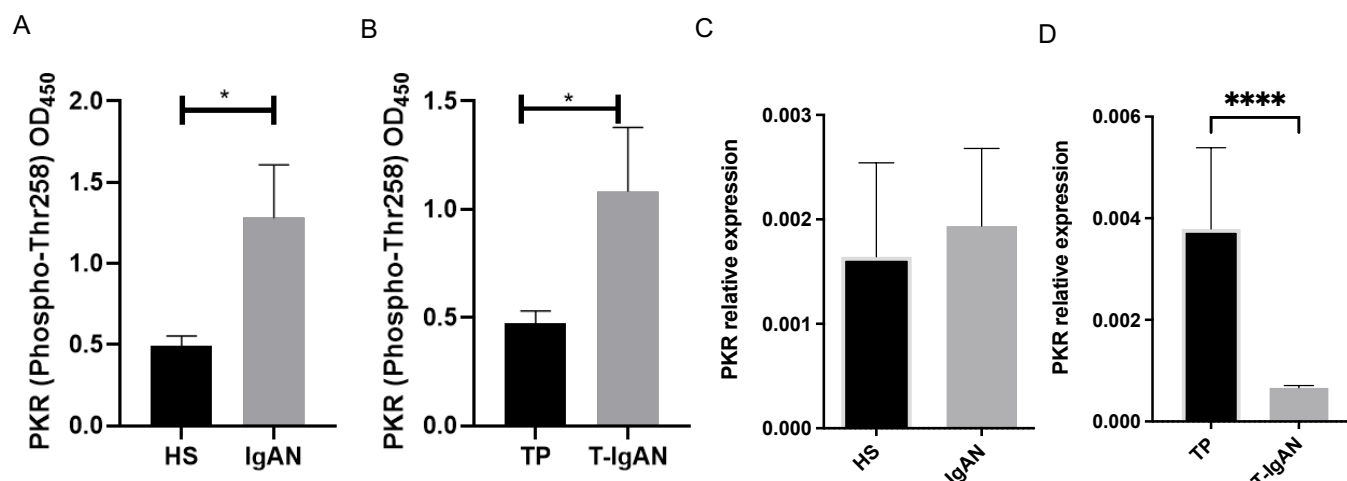 A
PKR (Phospho-Thr258) OD450
2.0
1.5
1.0
0.5
0.0
*
HS
IgAN
B
PKR (Phospho-Thr258) OD450
1.5
1.0
0.5
0.0
*
TP
T-IgAN
C
PKR relative expression
0.003
0.002
0.001
0.000
HS
IgAN
D
PKR relative expression
0.006
0.004
0.002
0.000
****
TP
T-IgAN